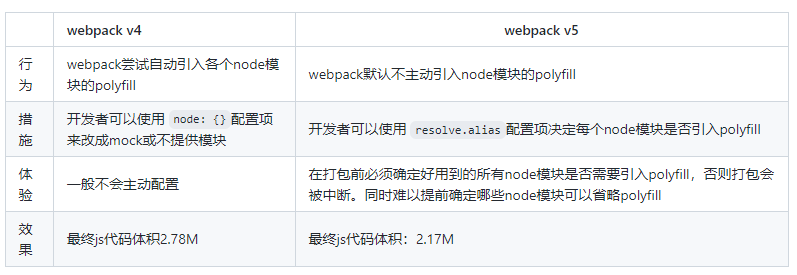 webpack v4
webpack v5
行
为
webpack尝试自动引入各个node模
块的polyfill
webpack默认不主动引入node模块的polyfill
措
施
开发者可以使用 node: {} 配置项
来改成mock或不提供模块
开发者可以使用 resolve.alias 配置项决定每个node模块是否引入polyfill
体
验
一般不会主动配置
在打包前必须确定好用到的所有node模块是否需要引入polyfill，否则打包会
被中断。同时难以提前确定哪些node模块可以省略polyfill
效
果
最终js代码体积2.78M
最终js代码体积：2.17M